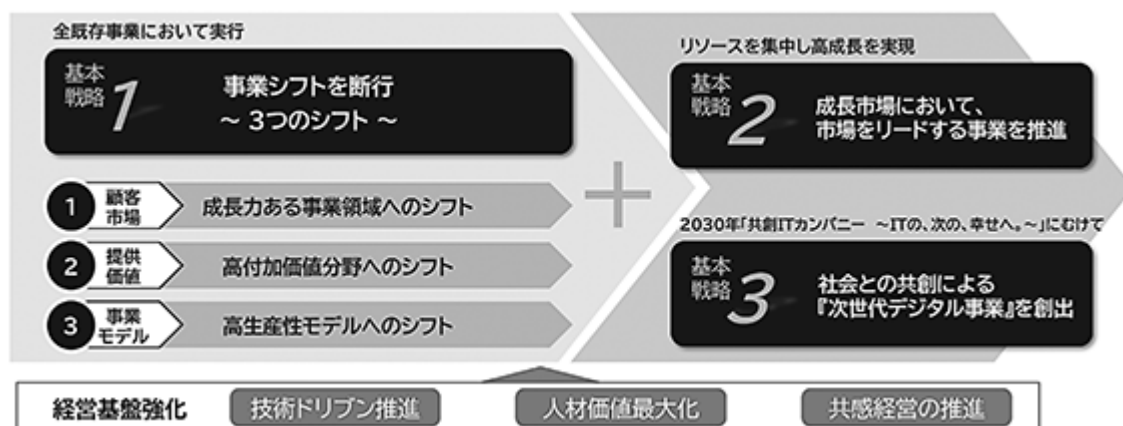 全既存事業において実行
基本
戦略
1
事業シフトを断行
～ 3つのシフト ～
1
顧客
市場
成長力ある事業領域へのシフト
2
提供
価値
高付加価値分野へのシフト
3
事業
モデル
高生産性モデルへのシフト
+
リソースを集中し高成長を実現
基本
戦略
2
成長市場において、
市場をリードする事業を推進
2030年「共創ITカンパニー ～ITの、次の、幸せへ。～」にむけて
基本
戦略
3
社会との共創による
『次世代デジタル事業』を創出
経営基盤強化 技術ドリブン推進 人材価値最大化 共感経営の推進